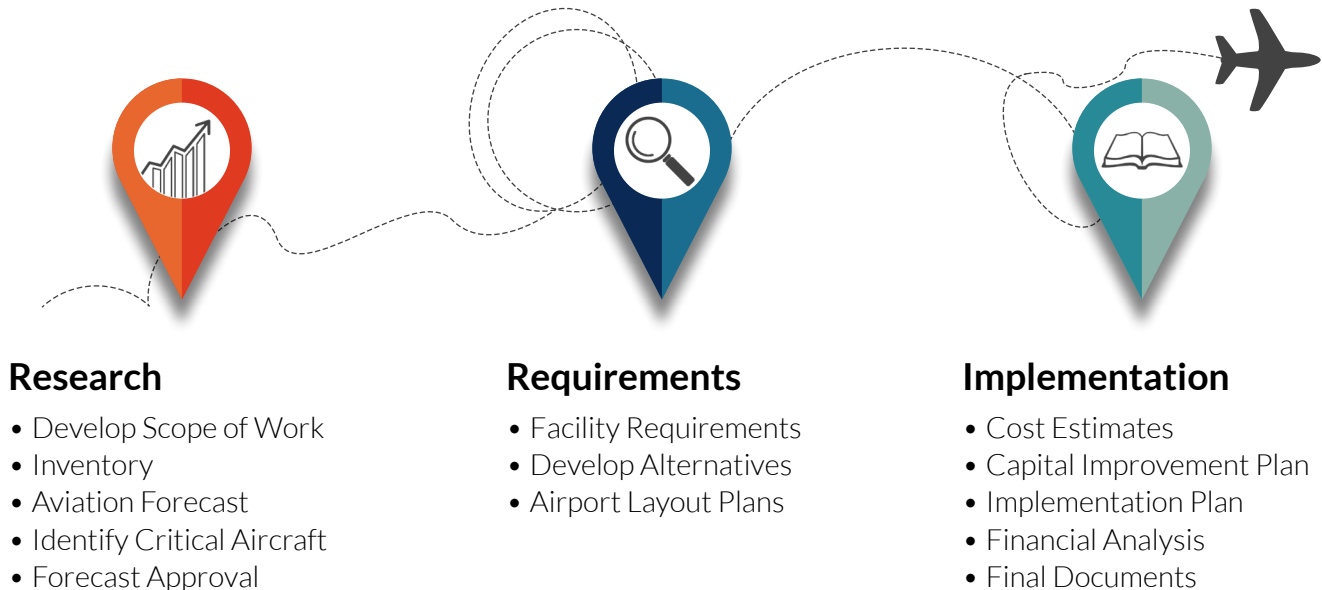 Research
• Develop Scope of Work
• Inventory
• Aviation Forecast
• Identify Critical Aircraft
• Forecast Approval
Requirements
• Facility Requirements
• Develop Alternatives
• Airport Layout Plans
Implementation
• Cost Estimates
• Capital Improvement Plan
• Implementation Plan
• Financial Analysis
• Final Documents